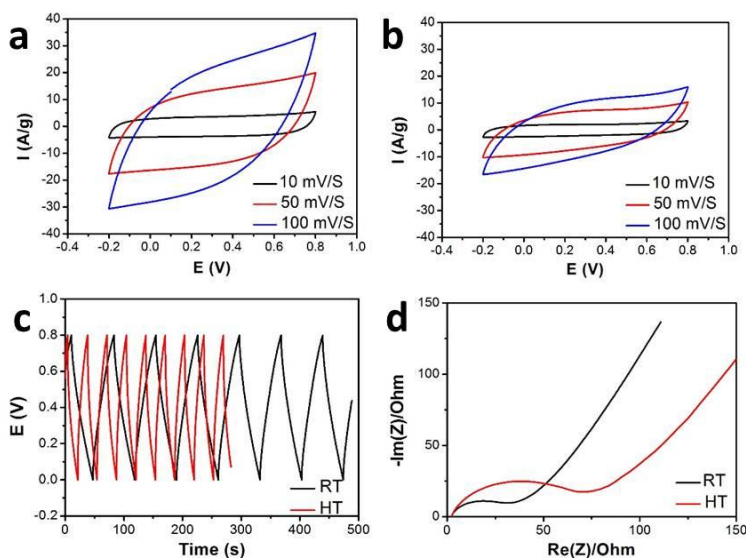 a
40
30
20
10
0
-10
-20
-30
-40
I (A/g)
10 mV/S
50 mV/S
100 mV/S
-0.4 -0.2 0.0 0.2 0.4 0.6 0.8 1.0
E (V)
b
40
30
20
10
0
-10
-20
-30
-40
I (A/g)
10 mV/S
50 mV/S
100 mV/S
-0.4 -0.2 0.0 0.2 0.4 0.6 0.8 1.0
E (V)
c
1.0
0.8
0.6
0.4
0.2
0.0
-0.2
E (V)
RT
HT
0 100 200 300 400 500
Time (s)
d
150
100
50
0
-Im(Z)/Ohm
RT
HT
0 50 100 150
Re(Z)/Ohm